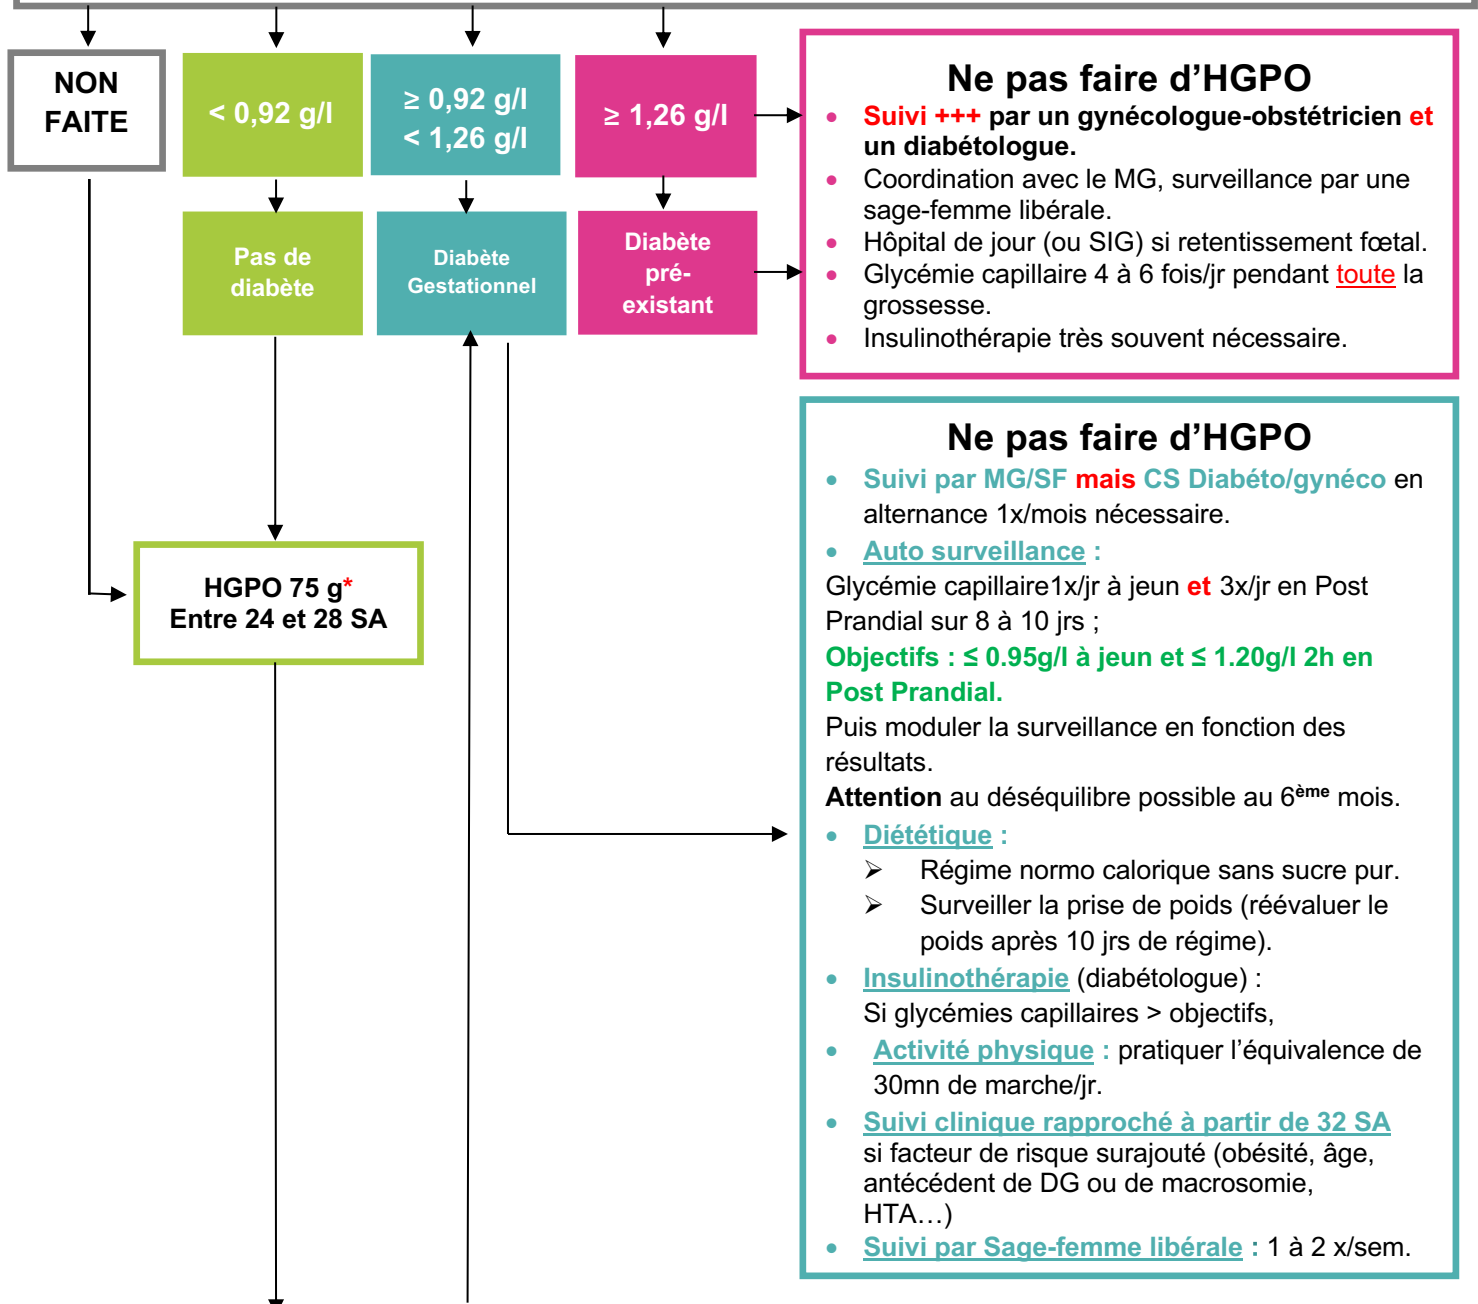 NON
FAITE
< 0,92 g/l
≥ 0,92 g/l
< 1,26 g/l
≥ 1,26 g/l
Pas de
diabète
Diabète
Gestationnel
Diabète
pré-
existant
Ne pas faire d’HGPO
• Suivi +++ par un gynécologue-obstétricien et
un diabétologue.
• Coordination avec le MG, surveillance par une
sage-femme libérale.
• Hôpital de jour (ou SIG) si retentissement fœtal.
• Glycémie capillaire 4 à 6 fois/jr pendant toute la
grossesse.
• Insulinothérapie très souvent nécessaire.
HGPO 75 g*
Entre 24 et 28 SA
Ne pas faire d’HGPO
• Suivi par MG/SF mais CS Diabéto/gynéco en
alternance 1x/mois nécessaire.
• Auto surveillance :
Glycémie capillaire1x/jr à jeun et 3x/jr en Post
Prandial sur 8 à 10 jrs ;
Objectifs : ≤ 0.95g/l à jeun et ≤ 1.20g/l 2h en
Post Prandial.
Puis moduler la surveillance en fonction des
résultats.
Attention au déséquilibre possible au 6ème mois.
• Diététique :
➢ Régime normo calorique sans sucre pur.
➢ Surveiller la prise de poids (réévaluer le
poids après 10 jrs de régime).
• Insulinothérapie (diabétologue) :
Si glycémies capillaires > objectifs,
• Activité physique : pratiquer l’équivalence de
30mn de marche/jr.
• Suivi clinique rapproché à partir de 32 SA
si facteur de risque surajouté (obésité, âge,
antécédent de DG ou de macrosomie,
HTA…)
• Suivi par Sage-femme libérale : 1 à 2 x/sem.